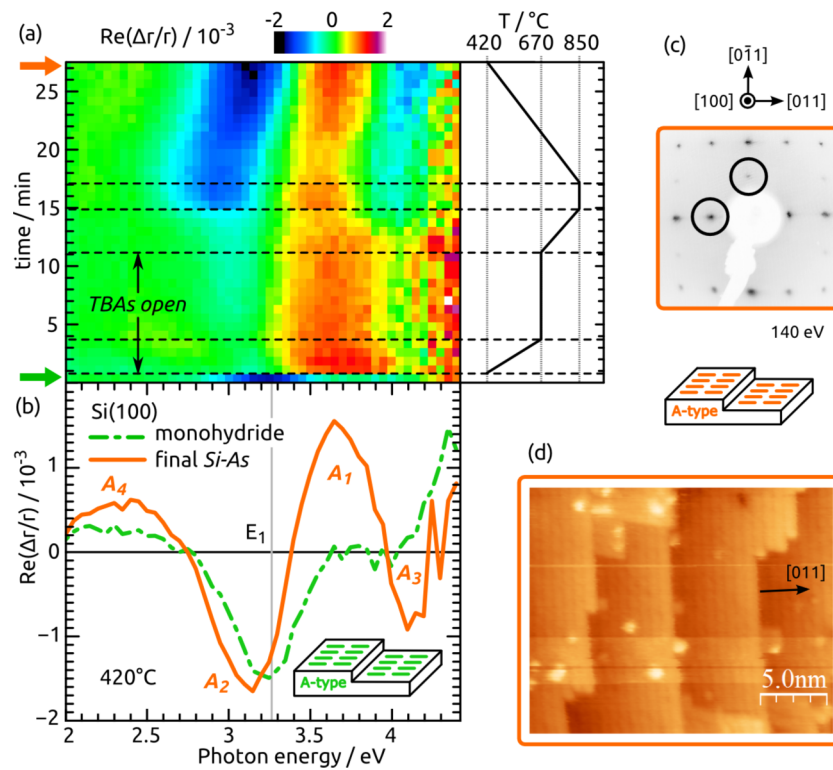 (a)
Re(Δr/r) / 10⁻³
-2
0
2
T / °C
420 670 850
time / min
25
20
15
10
5
TBAs open
(b)
Si(100)
monohydride
final Si-As
Re(Δr/r) / 10⁻³
2
1
0
−1
−2
A₄
A₂
E₁
A₁
A₃
A-type
420°C
2 2.5 3 3.5 4
Photon energy / eV
(c)
[01̄1]
[100]
[011]
140 eV
A-type
(d)
[011]
5.0nm